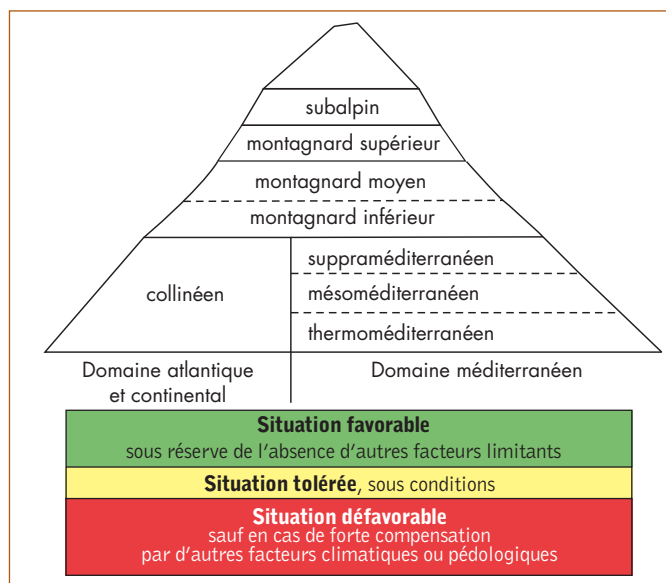 subalpin
montagnard supérieur
montagnard moyen
montagnard inférieur
collinéen
suppraméditerranéen
mésoméditerranéen
thermoméditerranéen
Domaine atlantique
et continental
Domaine méditerranéen
Situation favorable
sous réserve de l'absence d'autres facteurs limitants
Situation tolérée, sous conditions
Situation défavorable
sauf en cas de forte compensation
par d'autres facteurs climatiques ou pédologiques